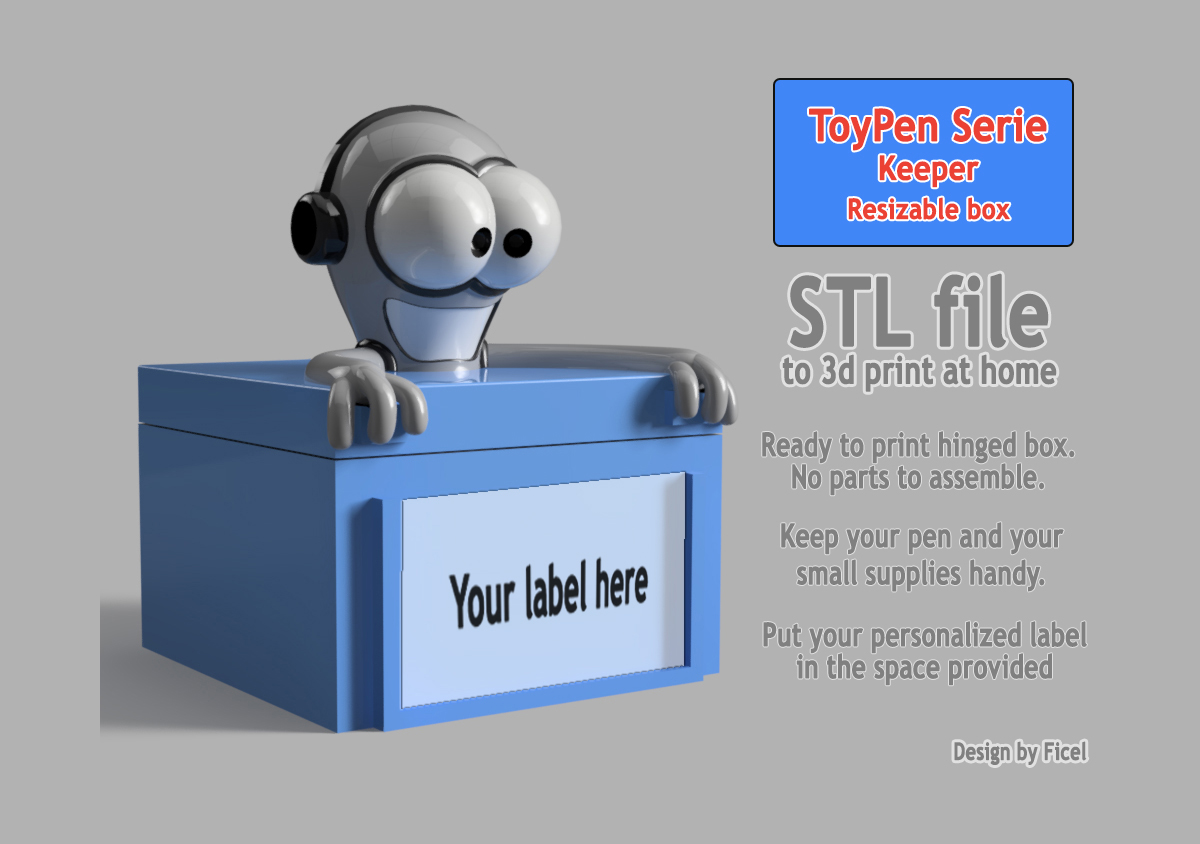 ToyPen Serie
Keeper
Resizable box
STL file
to 3d print at home
Ready to print hinged box.
No parts to assemble.
Keep your pen and your
small supplies handy.
Your label here
Put your personalized label
in the space provided
Design by Ficel